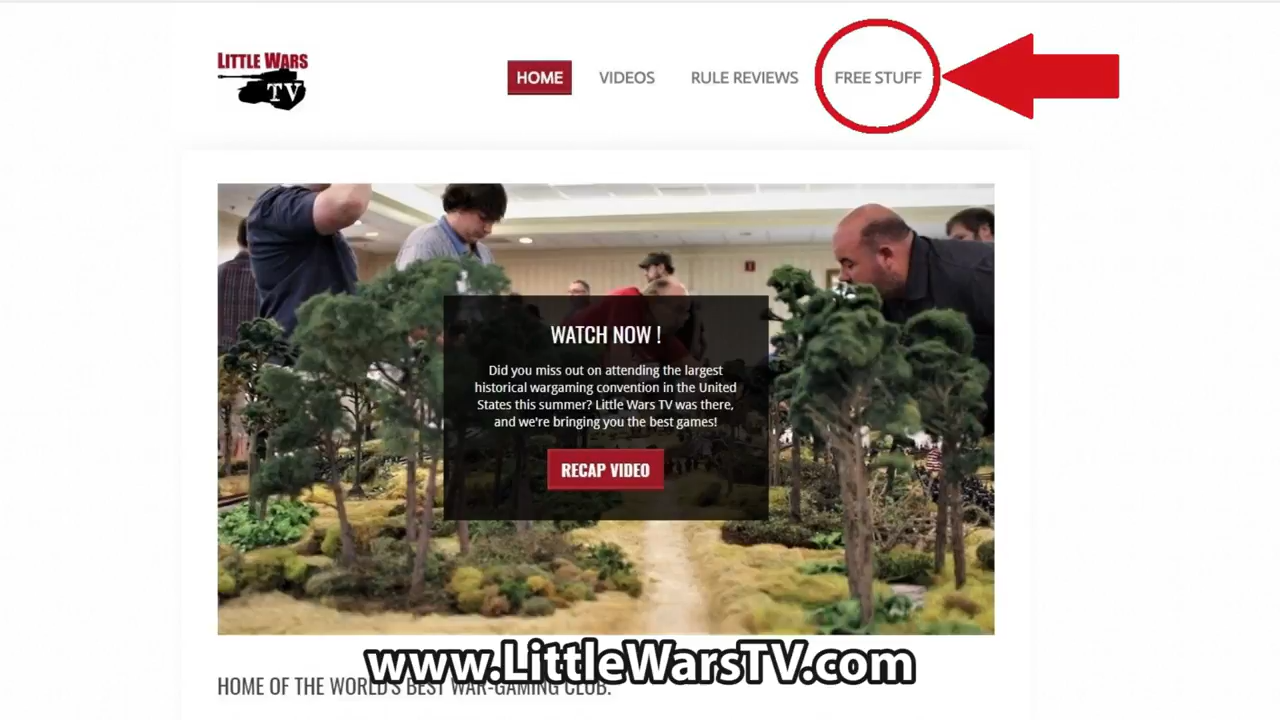 LITTLE WARS
TV
HOME
VIDEOS
RULE REVIEWS
FREE STUFF
WATCH NOW !
Did you miss out on attending the largest
historical wargaming convention in the United
States this summer? Little Wars TV was there,
and we're bringing you the best games!
RECAP VIDEO
www.LittleWarsTV.com
HOME OF THE WORLD'S BEST WAR-GAMING CLUB.